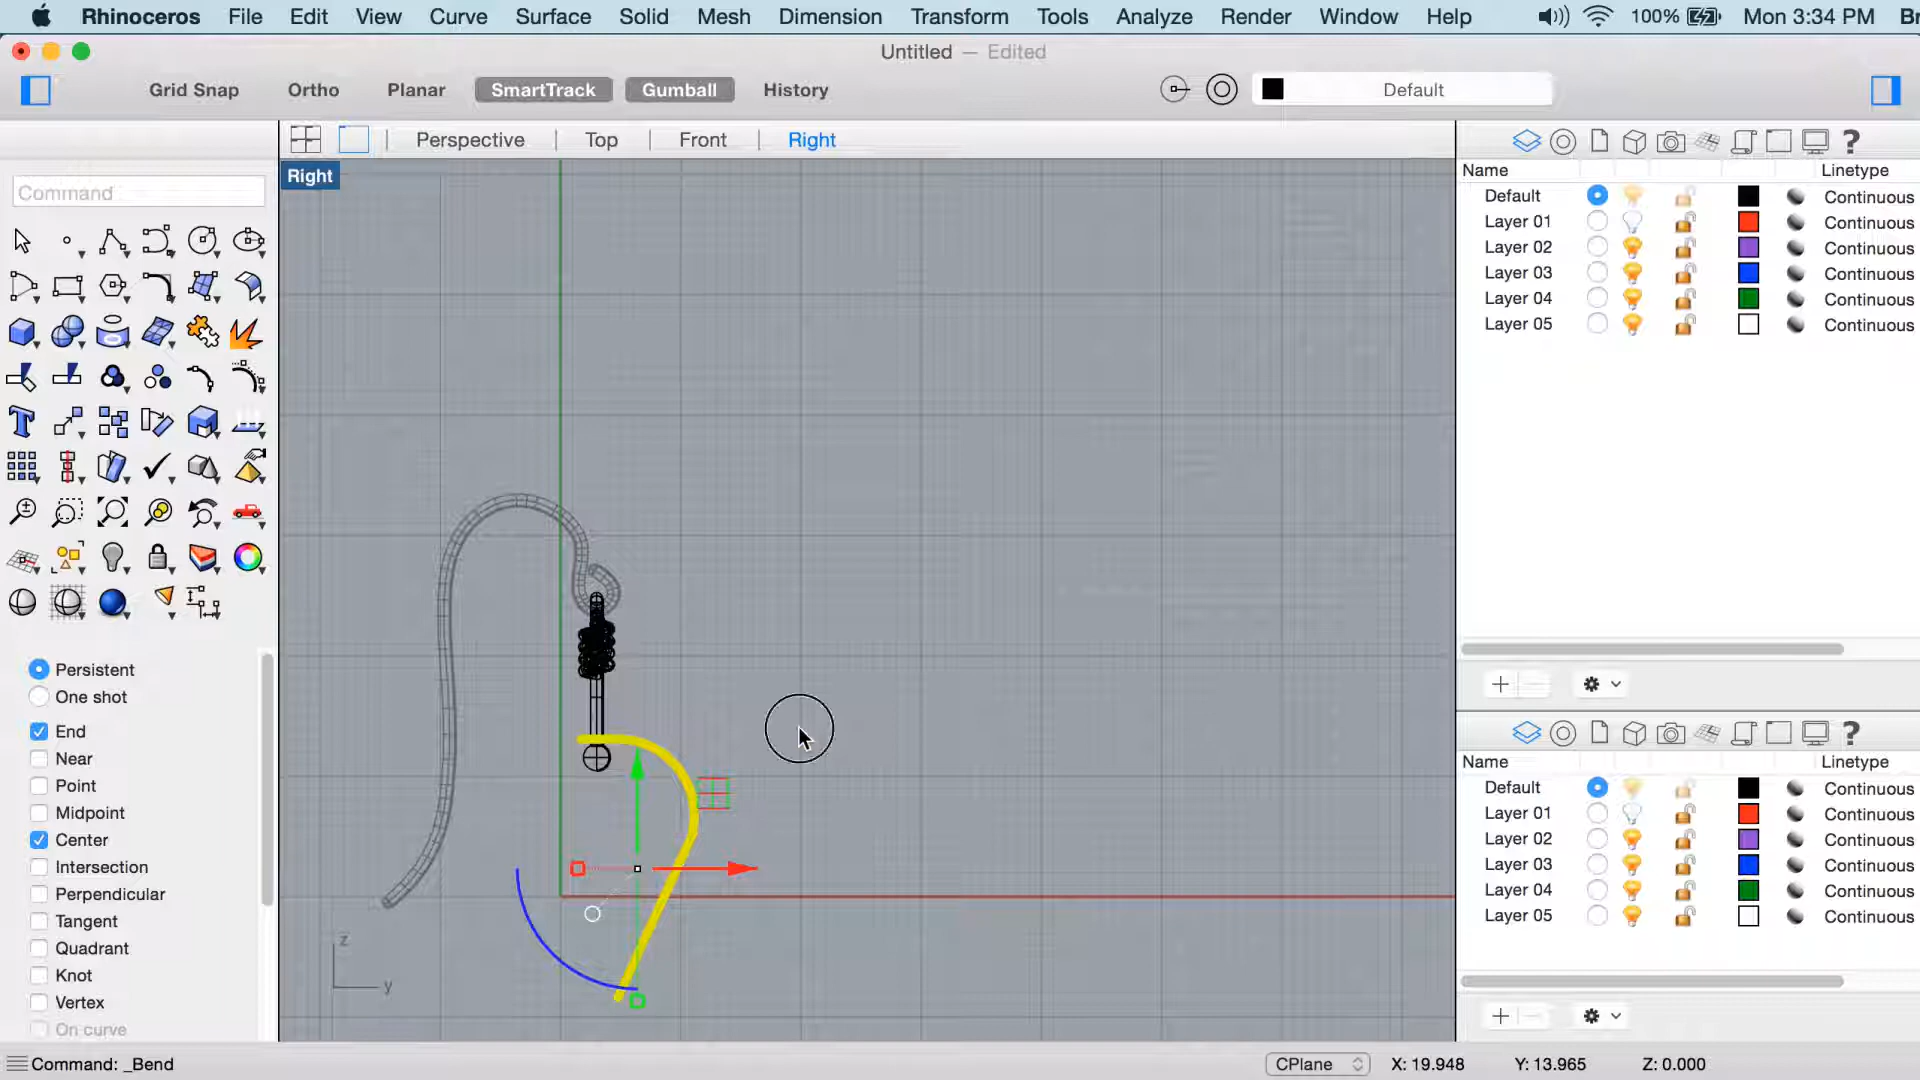 Rhinoceros File Edit View Curve Surface Solid Mesh Dimension Transform Tools Analyze Render Window Help 100% Mon 3:34 PM Br
Untitled — Edited
Grid Snap Ortho Planar SmartTrack Gumball History Default
Perspective Top Front Right
Right
Command
Persistent
One shot
End
Near
Point
Midpoint
Center
Intersection
Perpendicular
Tangent
Quadrant
Knot
Vertex
On curve
z
y
Name Linetype
Default Continuous
Layer 01 Continuous
Layer 02 Continuous
Layer 03 Continuous
Layer 04 Continuous
Layer 05 Continuous
Name Linetype
Default Continuous
Layer 01 Continuous
Layer 02 Continuous
Layer 03 Continuous
Layer 04 Continuous
Layer 05 Continuous
Command: _Bend CPlane X: 19.948 Y: 13.965 Z: 0.000